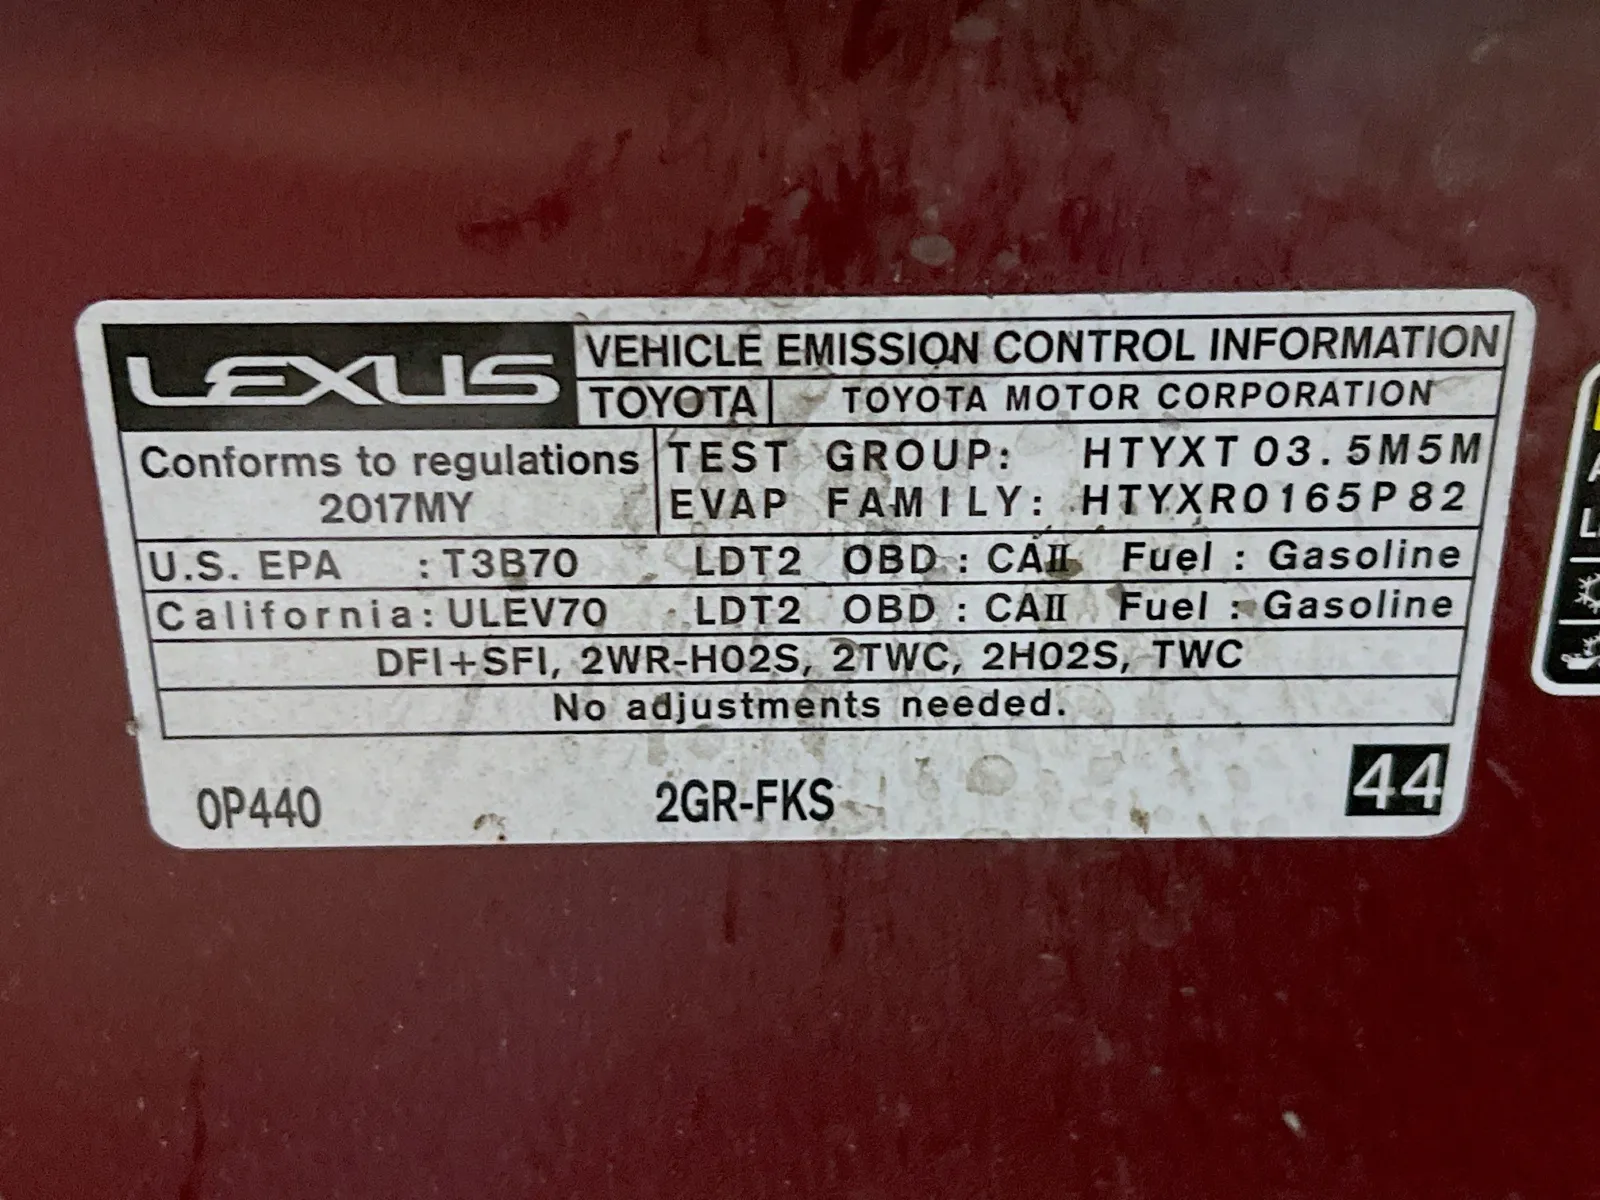 LEXUS
VEHICLE EMISSION CONTROL INFORMATION
TOYOTA TOYOTA MOTOR CORPORATION
Conforms to regulations
2017MY
TEST GROUP: HTYXT03.5M5M
EVAP FAMILY: HTYXR0165P82
U.S. EPA : T3B70 LDT2 OBD : CAII Fuel : Gasoline
California: ULEV70 LDT2 OBD : CAII Fuel : Gasoline
DFI+SFI, 2WR-HO2S, 2TWC, 2HO2S, TWC
No adjustments needed.
0P440 2GR-FKS 44